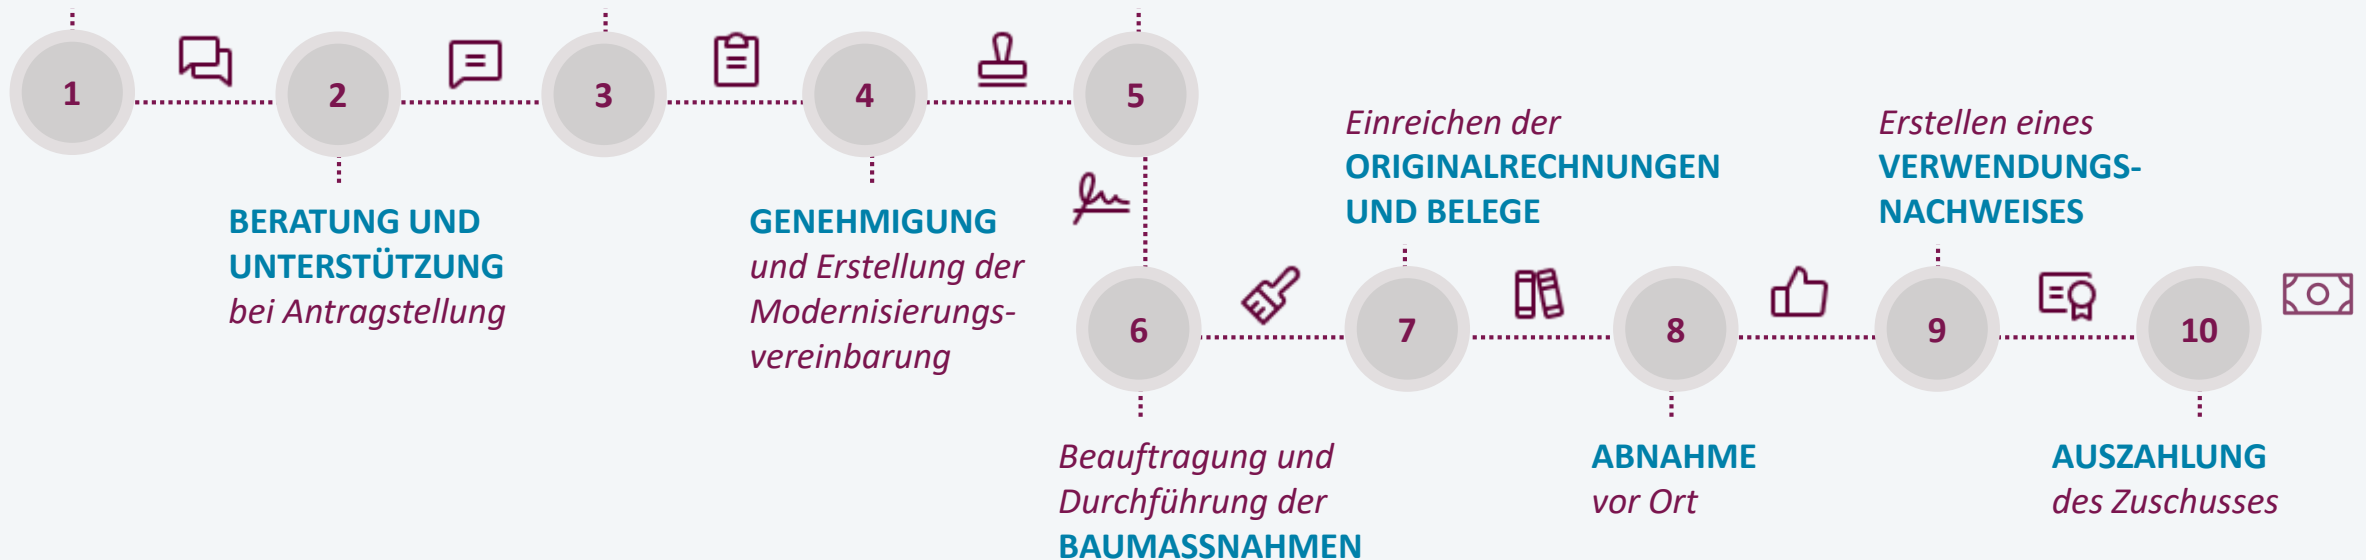 1
2
3
4
5
BERATUNG UND
UNTERSTÜTZUNG
bei Antragstellung
GENEHMIGUNG
und Erstellung der
Modernisierungs-
vereinbarung
Einreichen der
ORIGINALRECHNUNGEN
UND BELEGE
Erstellen eines
VERWENDUNGS-
NACHWEISES
6
7
8
9
10
Beauftragung und
Durchführung der
BAUMASSNAHMEN
ABNAHME
vor Ort
AUSZAHLUNG
des Zuschusses